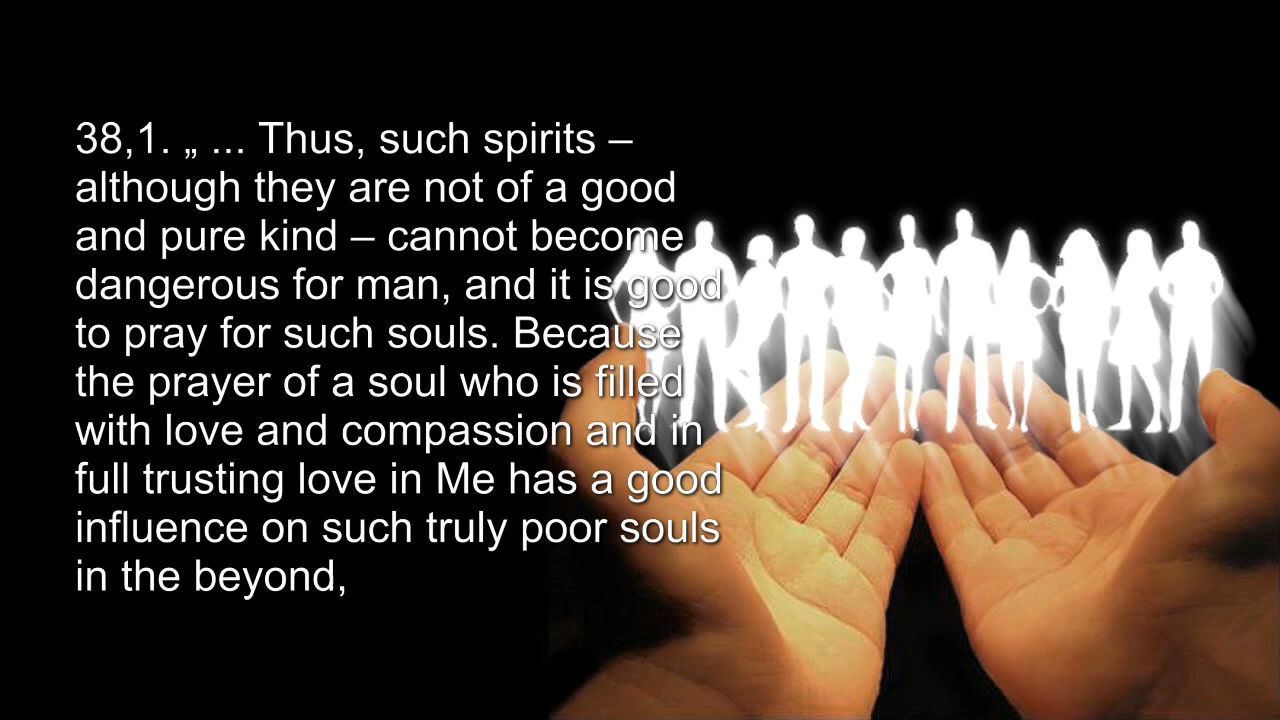 38,1. „ ... Thus, such spirits –
although they are not of a good
and pure kind – cannot become
dangerous for man, and it is good
to pray for such souls. Because
the prayer of a soul who is filled
with love and compassion and in
full trusting love in Me has a good
influence on such truly poor souls
in the beyond,